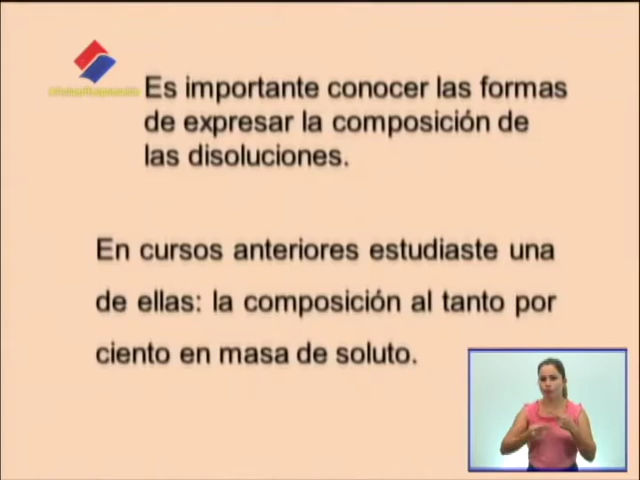 Es importante conocer las formas
de expresar la composición de
las disoluciones.
En cursos anteriores estudiaste una
de ellas: la composición al tanto por
ciento en masa de soluto.